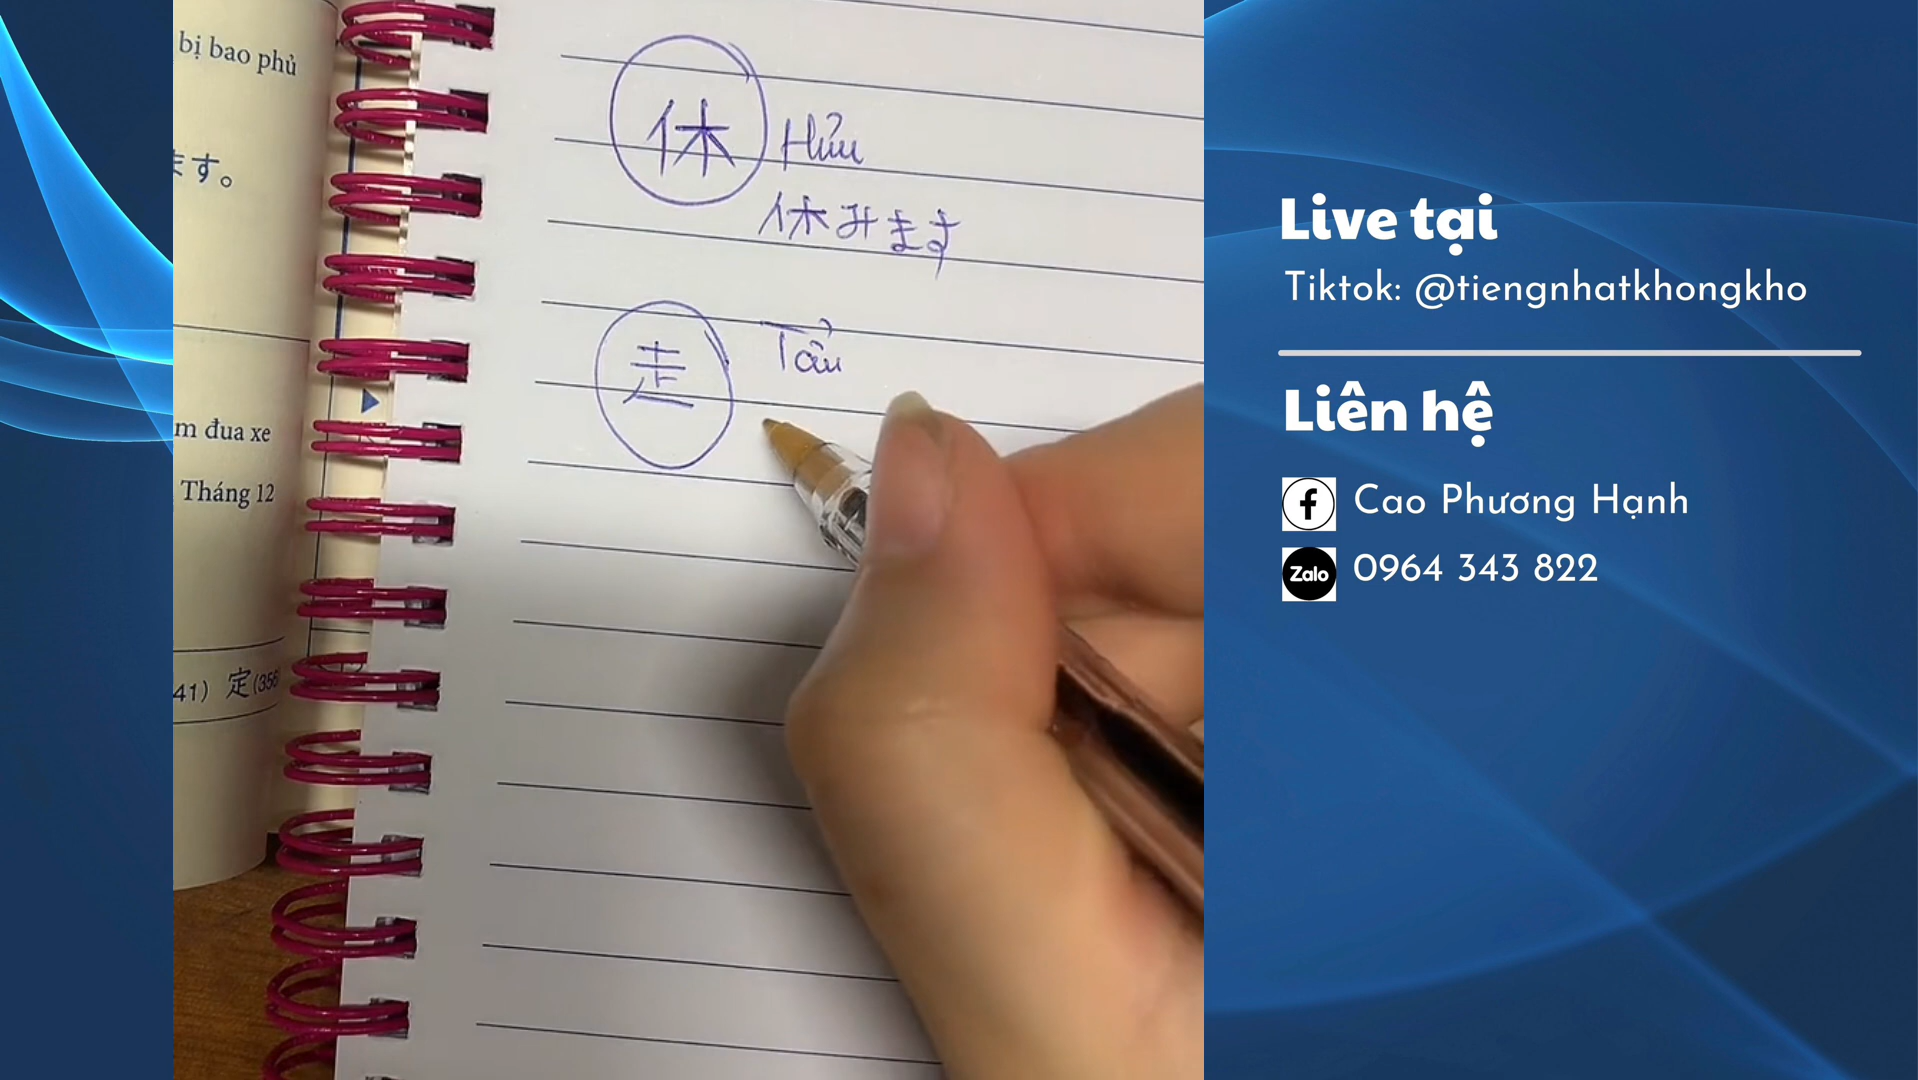 bị bao phủ
ます。
m đua xe
Tháng 12
41) 定(356
休 Hưu
休みます
走 Tẩu
Live tại
Tiktok: @tiengnhatkhongkho
Liên hệ
f Cao Phương Hạnh
Zalo 0964 343 822